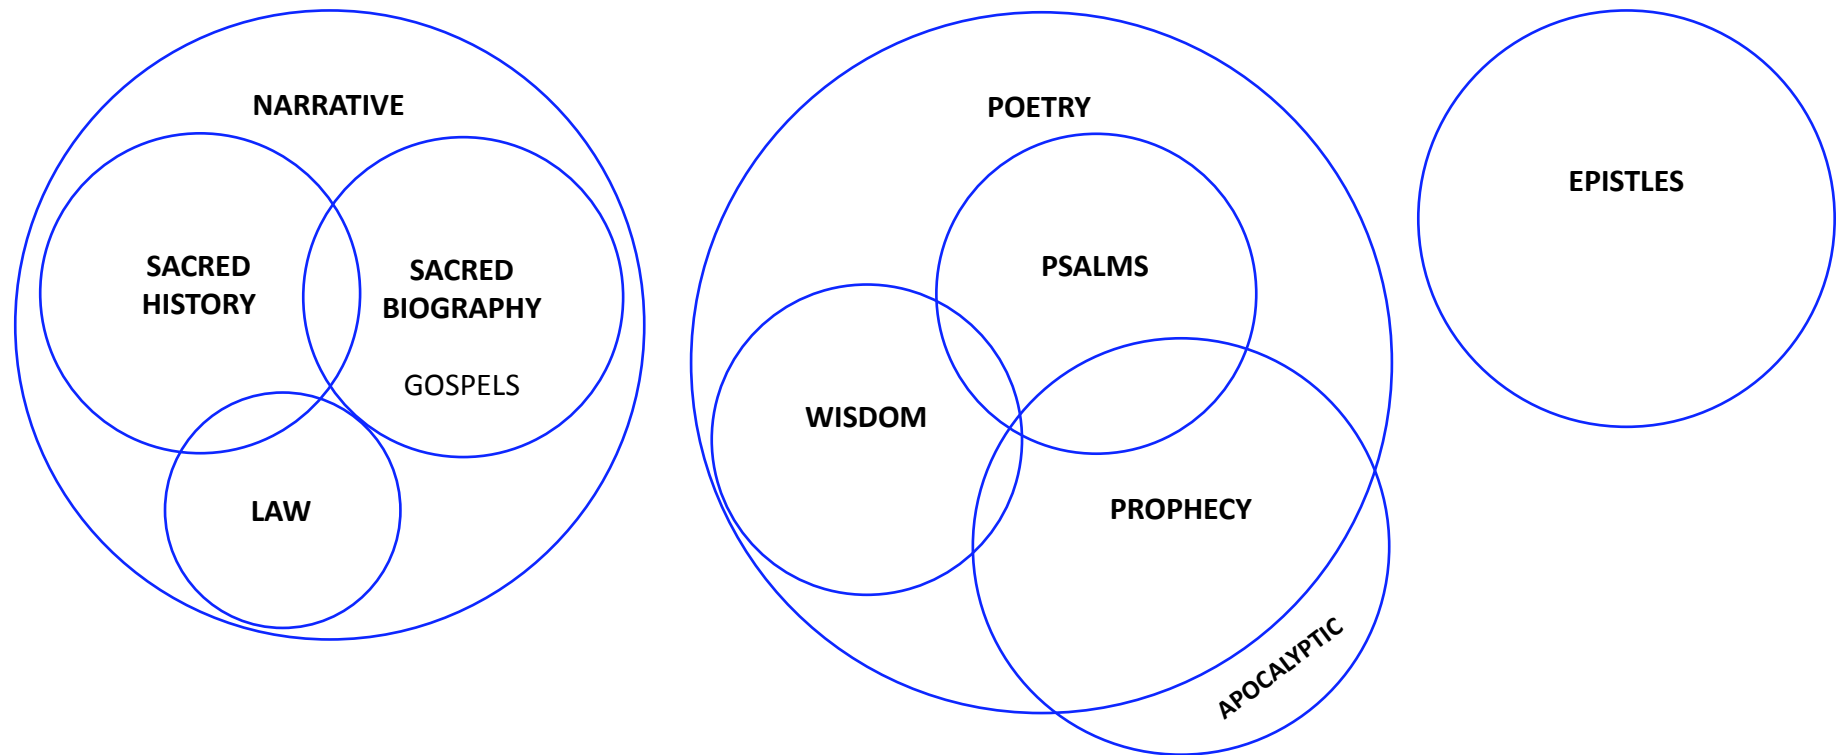 NARRATIVE
SACRED
HISTORY
SACRED
BIOGRAPHY
GOSPELS
LAW
POETRY
PSALMS
WISDOM
PROPHECY
APOCALYPTIC
EPISTLES